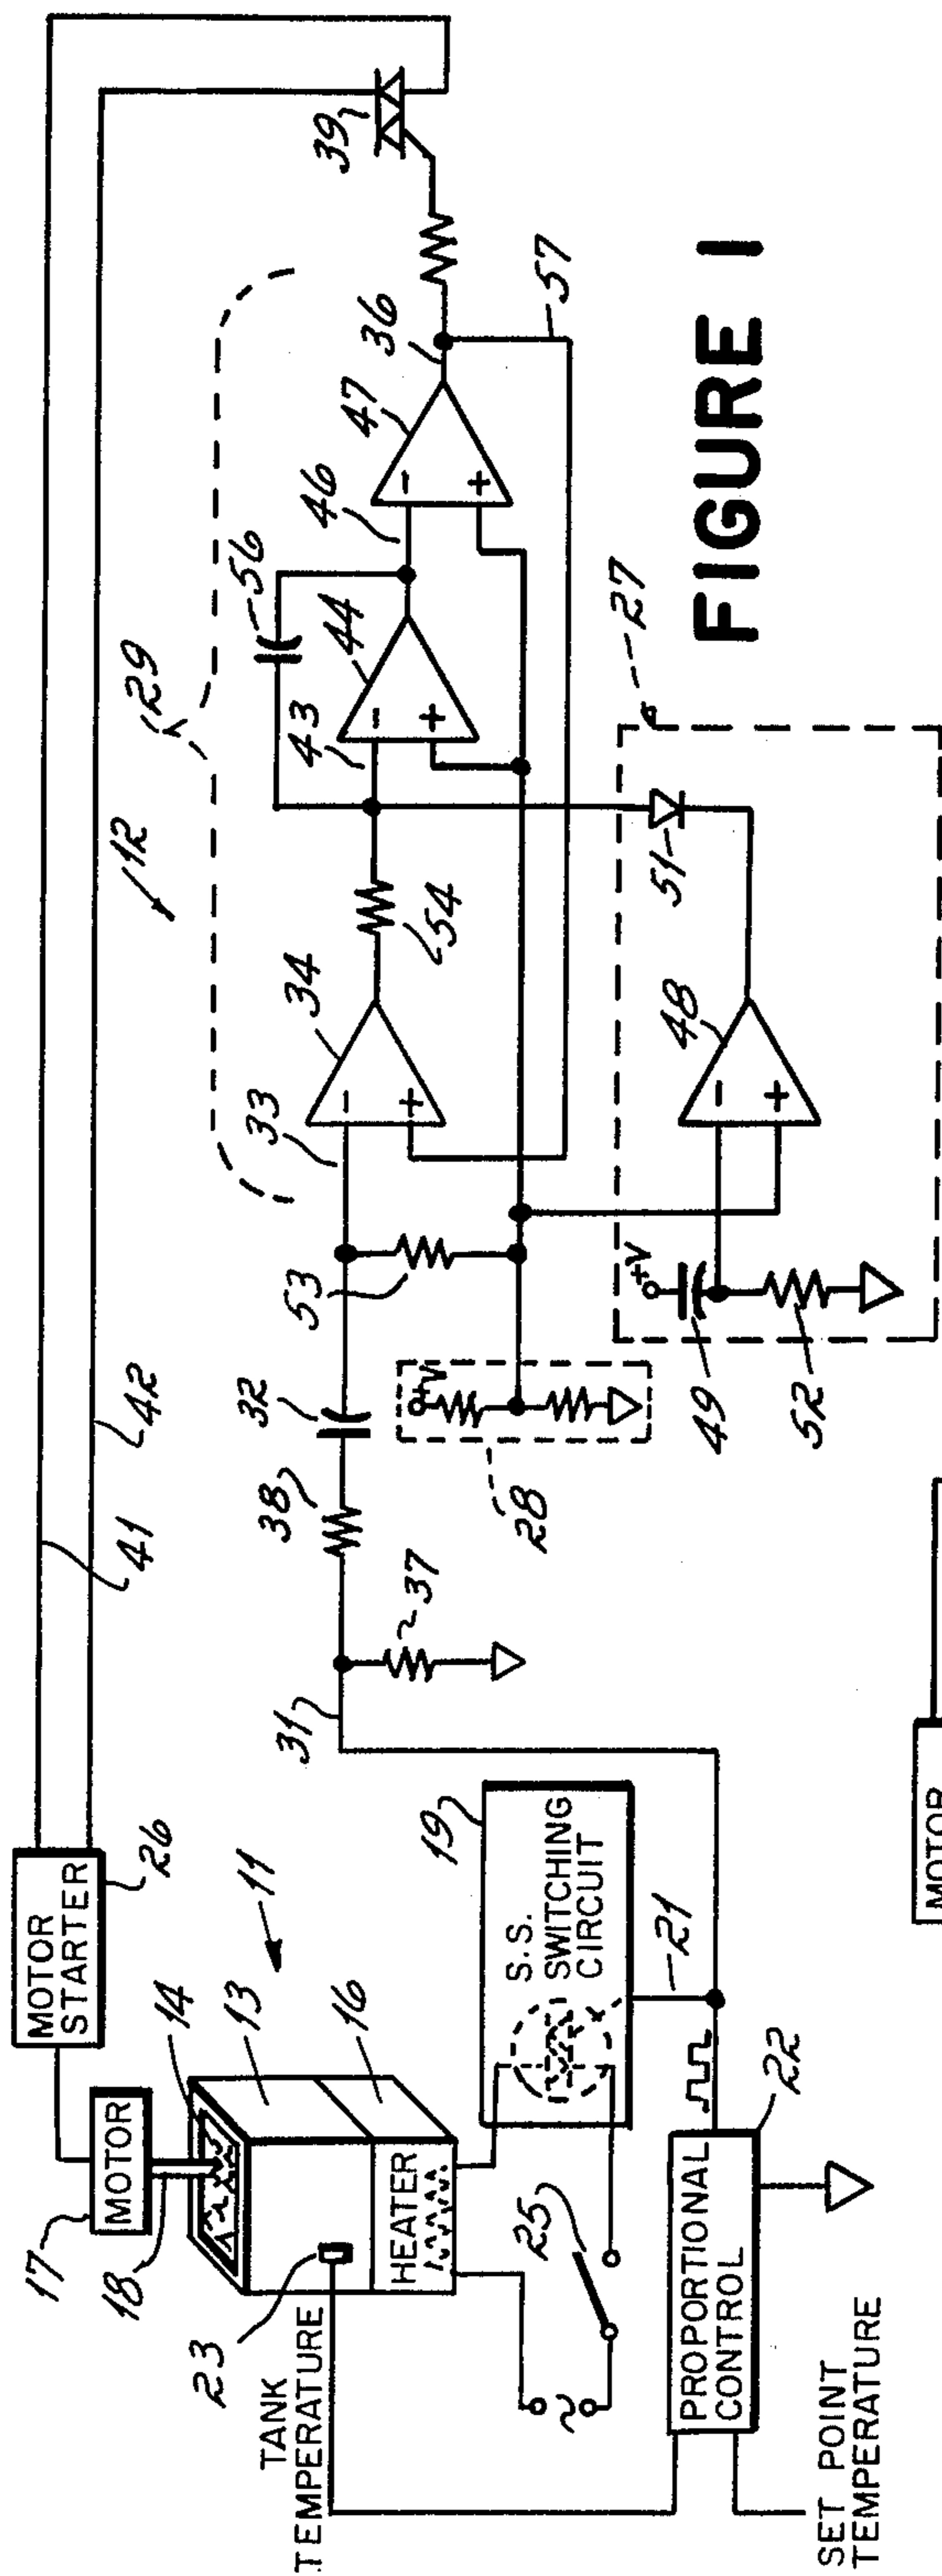 12
29
41
42
MOTOR
STARTER
26
17
MOTOR
18
14
13
11
16
HEATER
23
TANK
TEMPERATURE
25
19
S.S.
SWITCHING
CIRCUIT
21
PROPORTIONAL
CONTROL
22
SET POINT
TEMPERATURE
31
37
38
32
33
53
34
-
+
54
43
44
-
+
56
46
47
-
+
36
57
39
28
+V
27
+V
49
52
48
-
+
51
FIGURE 1
MOTOR